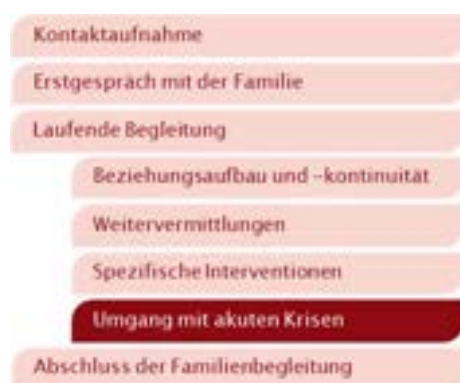 Kontaktaufnahme
Erstgespräch mit der Familie
Laufende Begleitung
Beziehungsaufbau und –kontinuität
Weitervermittlungen
Spezifische Interventionen
Umgang mit akuten Krisen
Abschluss der Familienbegleitung